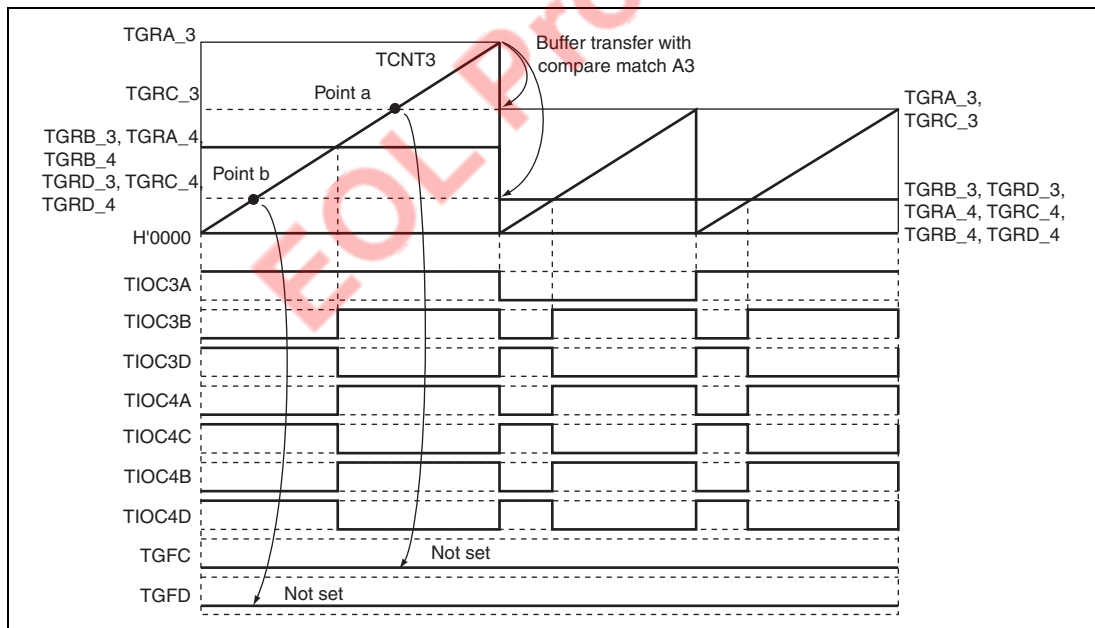 TGRA_3
TCNT3
Buffer transfer with
compare match A3
TGRC_3
Point a
TGRA_3,
TGRC_3
TGRB_3, TGRA_4,
TGRB_4
Point b
TGRD_3, TGRC_4,
TGRD_4
TGRB_3, TGRD_3,
TGRA_4, TGRC_4,
TGRB_4, TGRD_4
H'0000
TIOC3A
TIOC3B
TIOC3D
TIOC4A
TIOC4C
TIOC4B
TIOC4D
TGFC
Not set
TGFD
Not set
EOL Pro